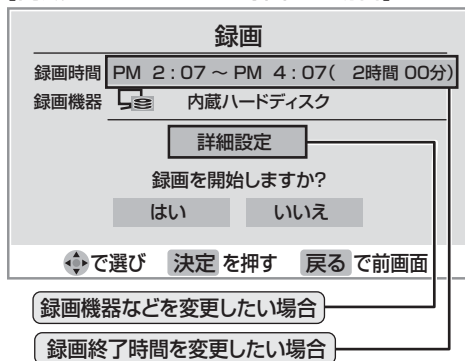 録画
録画時間 PM 2:07~PM 4:07( 2時間 00分)
録画機器 内蔵ハードディスク
詳細設定
録画を開始しますか?
はい いいえ
で選び 決定 を押す 戻る で前画面
録画機器などを変更したい場合
録画終了時間を変更したい場合